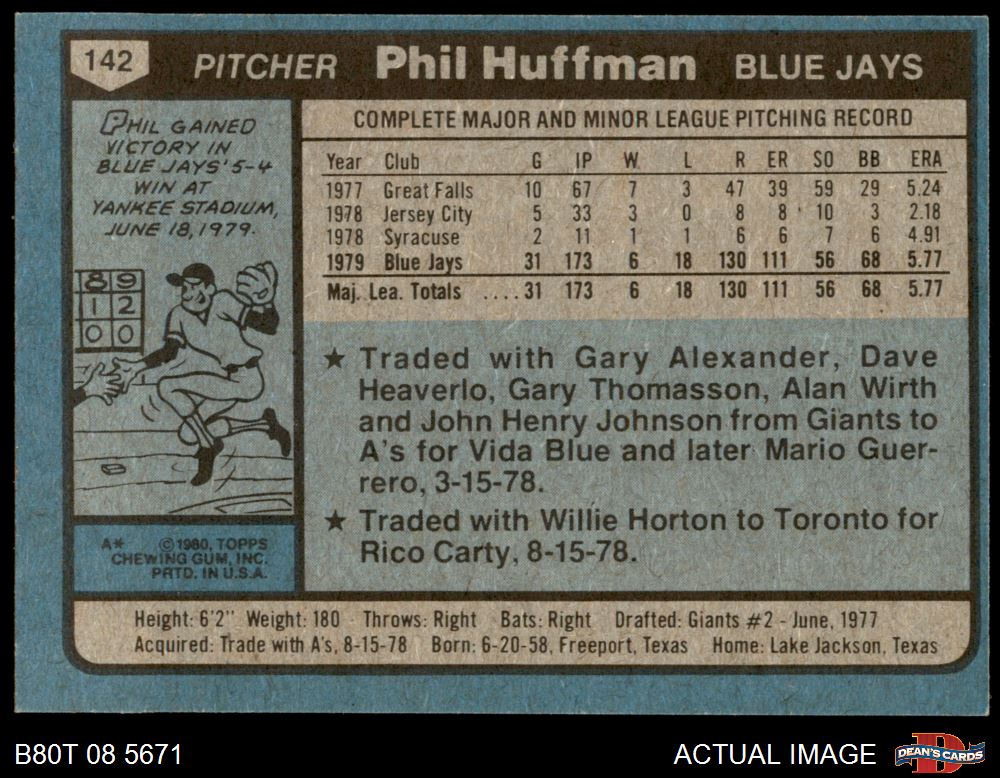 142 PITCHER Phil Huffman BLUE JAYS
PHIL GAINED
VICTORY IN
BLUE JAYS' 5-4
WIN AT
YANKEE STADIUM,
JUNE 18, 1979.
8 9
1 2
0 0
A* ©1980, TOPPS
CHEWING GUM, INC.
PRTD. IN U.S.A.
COMPLETE MAJOR AND MINOR LEAGUE PITCHING RECORD
Year Club G IP W L R ER SO BB ERA
1977 Great Falls 10 67 7 3 47 39 59 29 5.24
1978 Jersey City 5 33 3 0 8 8 10 3 2.18
1978 Syracuse 2 11 1 1 6 6 7 6 4.91
1979 Blue Jays 31 173 6 18 130 111 56 68 5.77
Maj. Lea. Totals ....31 173 6 18 130 111 56 68 5.77
★ Traded with Gary Alexander, Dave
Heaverlo, Gary Thomasson, Alan Wirth
and John Henry Johnson from Giants to
A's for Vida Blue and later Mario Guer-
rero, 3-15-78.
★ Traded with Willie Horton to Toronto for
Rico Carty, 8-15-78.
Height: 6'2" Weight: 180 Throws: Right Bats: Right Drafted: Giants #2 - June, 1977
Acquired: Trade with A's, 8-15-78 Born: 6-20-58, Freeport, Texas Home: Lake Jackson, Texas
B80T 08 5671 ACTUAL IMAGE DEAN'S CARDS